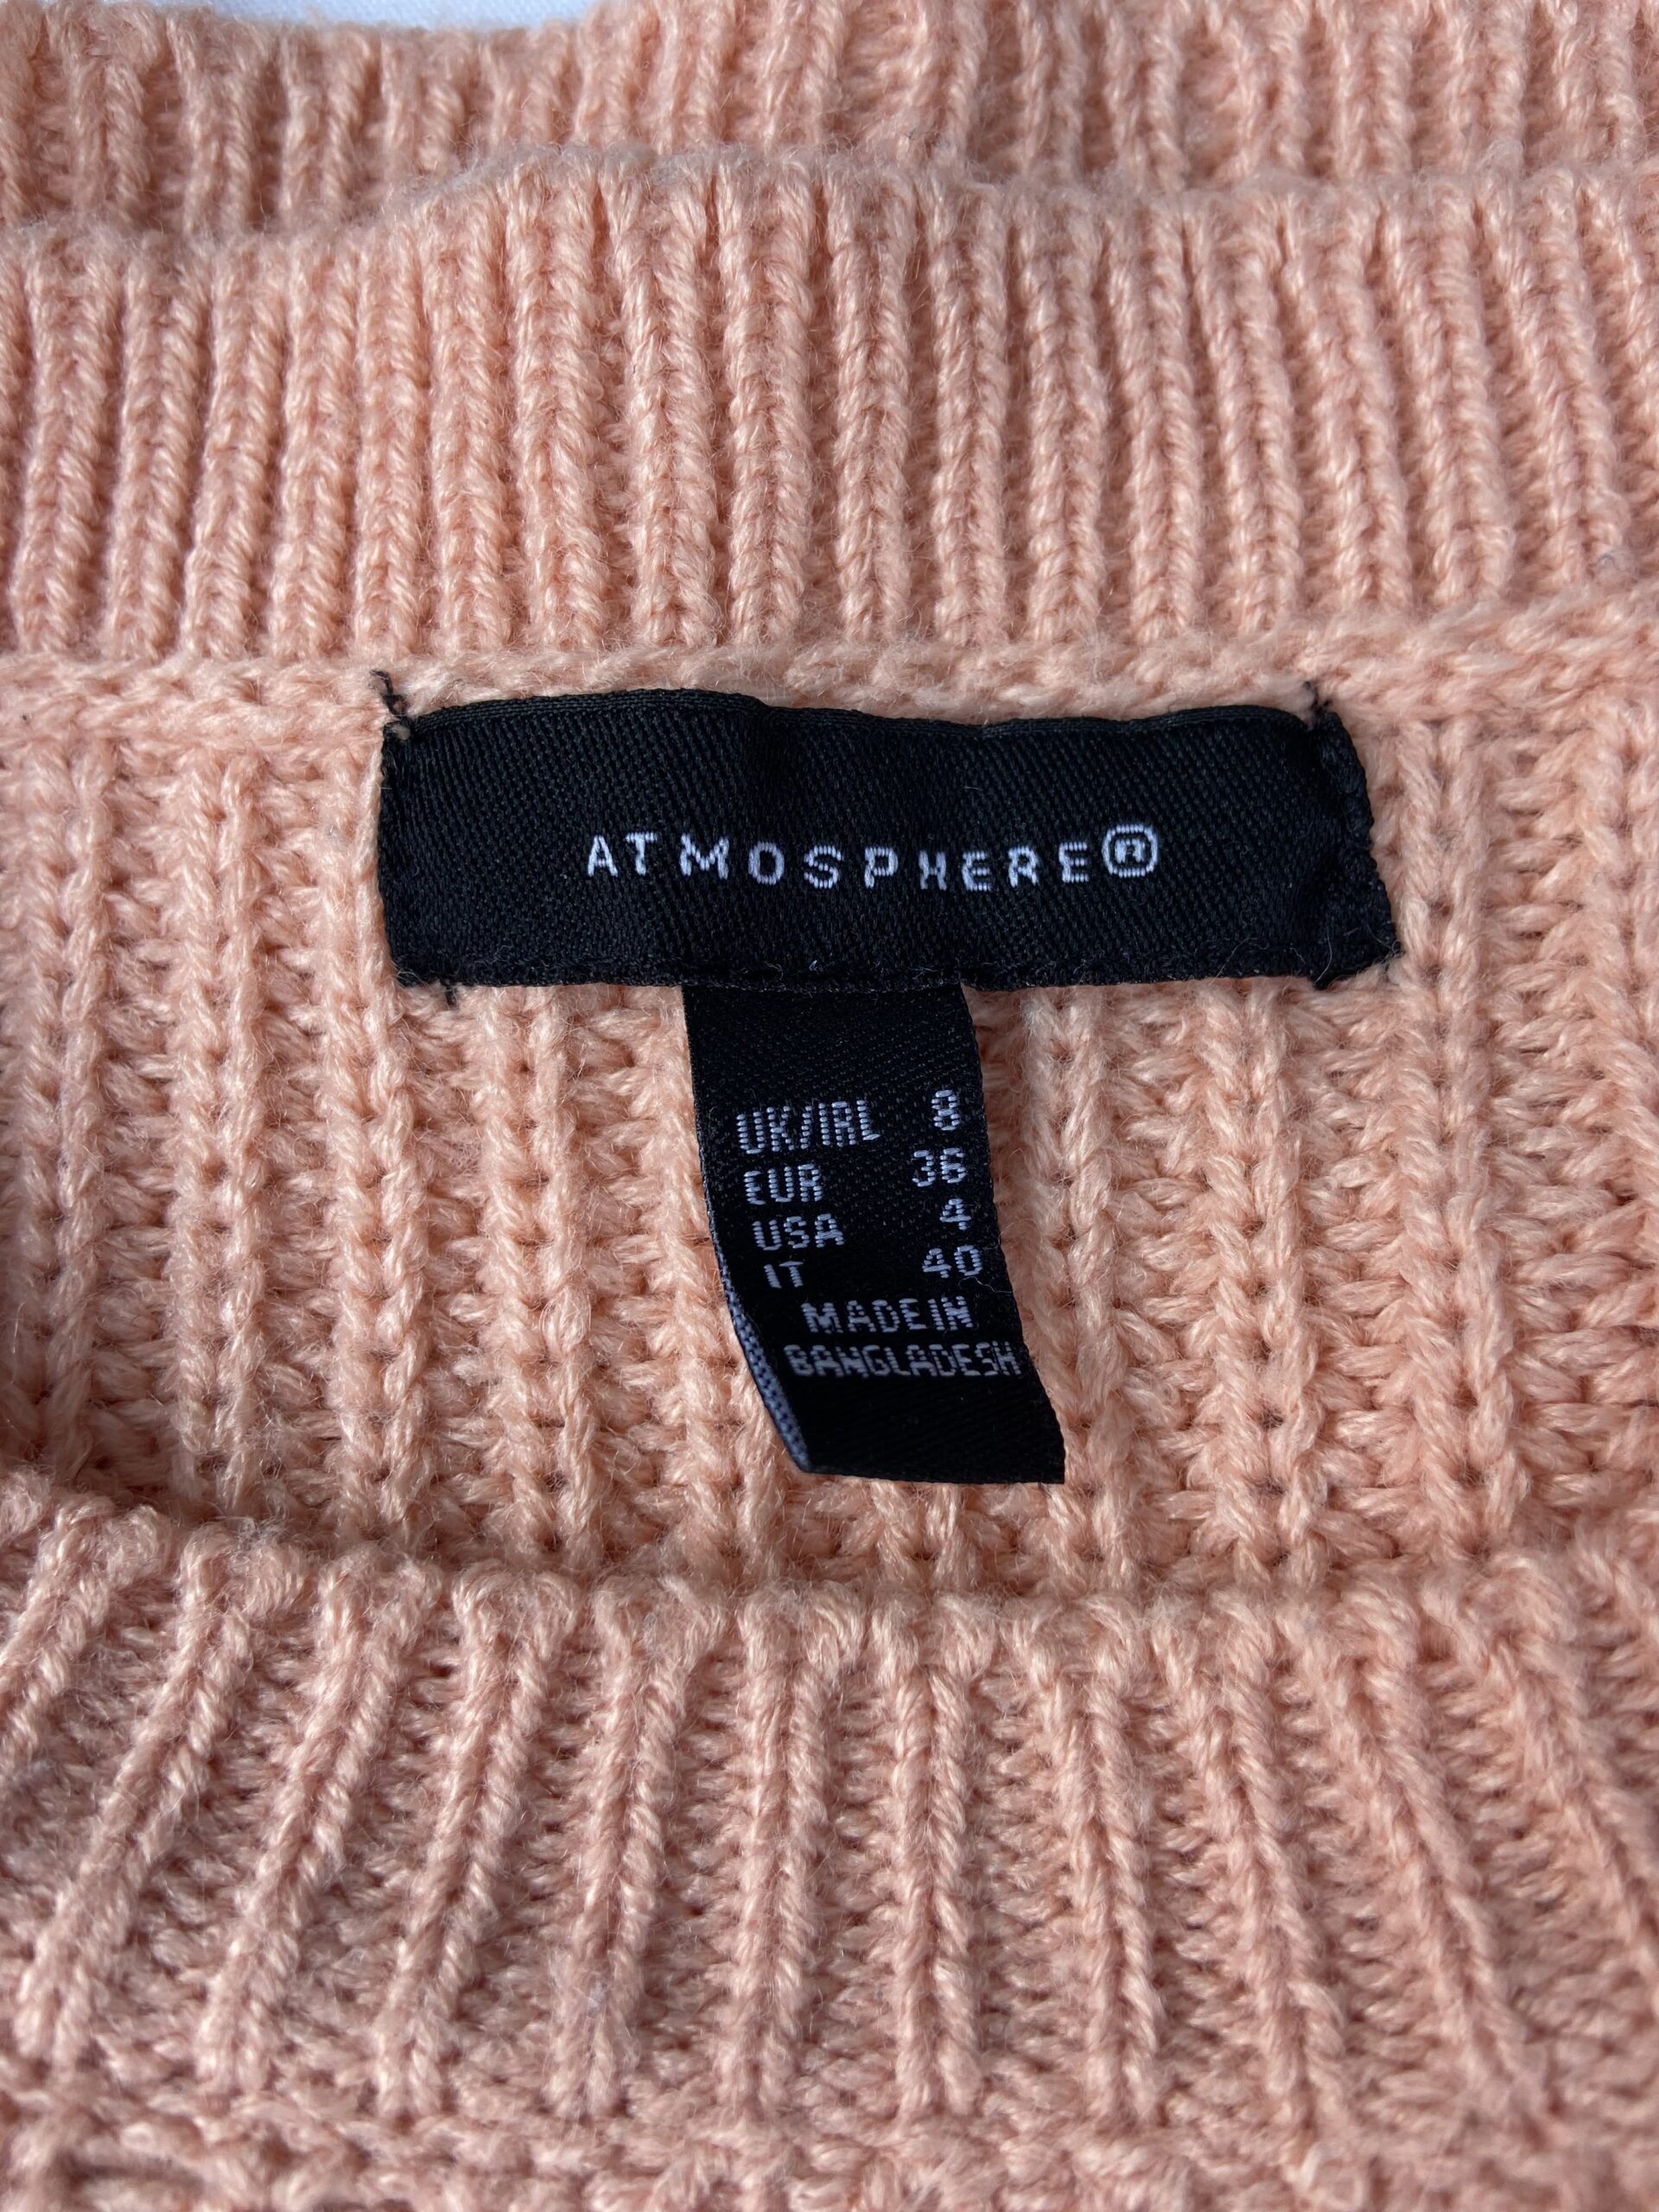 ATMOSPHERE®
UK/IRL 8
EUR 36
USA 4
IT 40
MADE IN
BANGLADESH